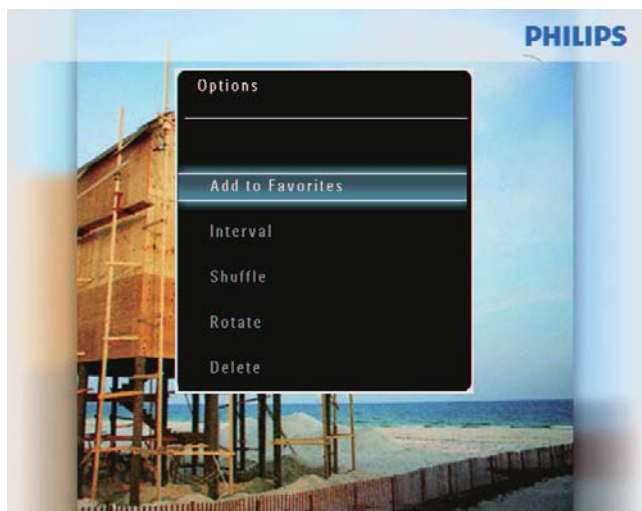 PHILIPS
Options
Add to Favorites
Interval
Shuffle
Rotate
Delete